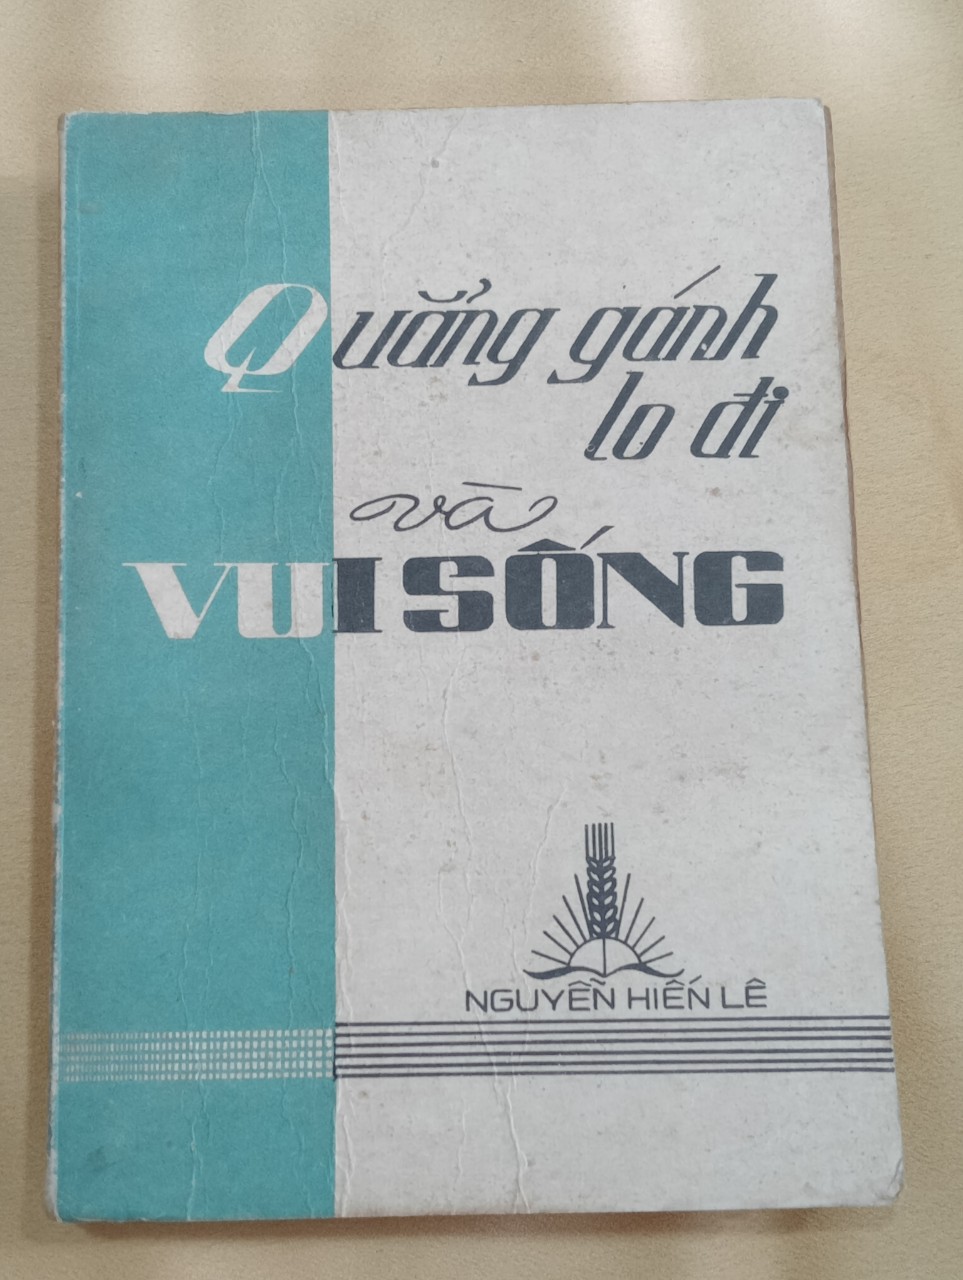 Quẳng gánh
lo đi
và
VUI SỐNG
NGUYỄN HIẾN LÊ